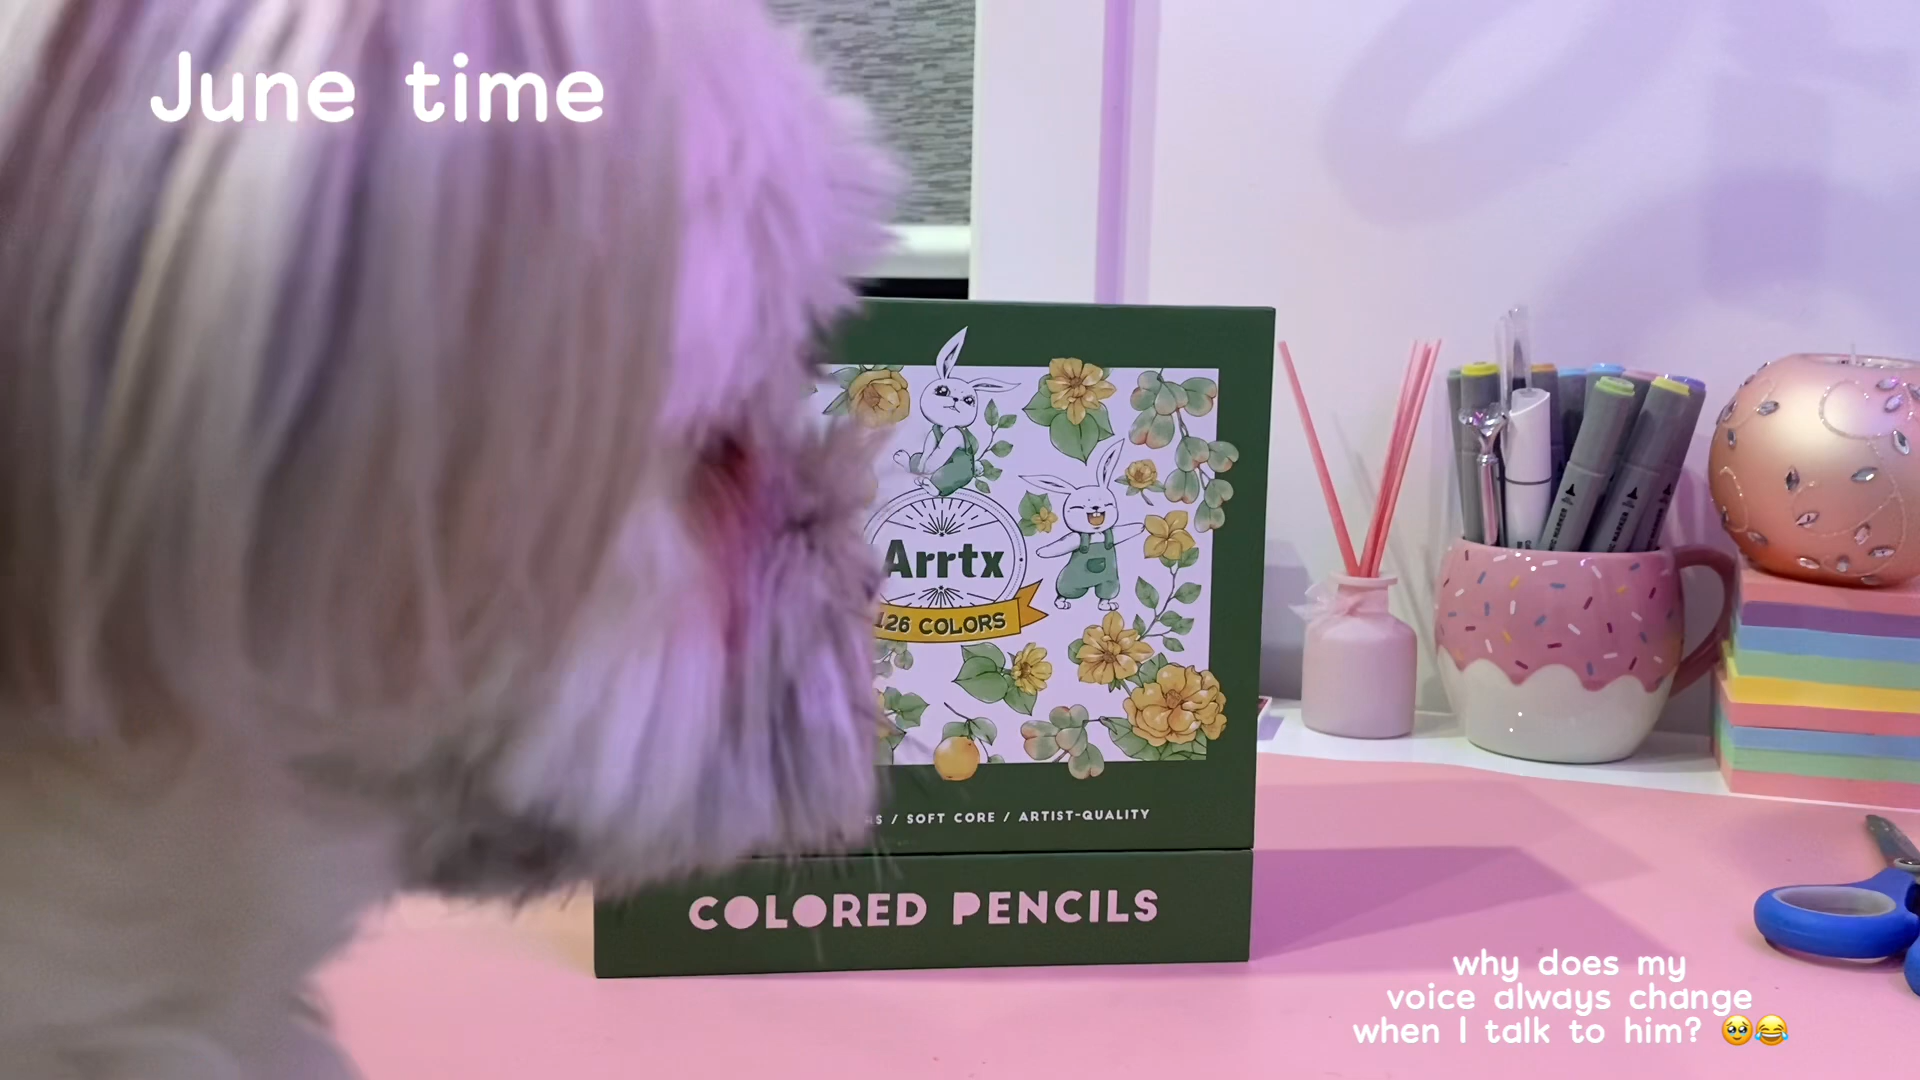 June time
Arrtx
126 COLORS
/ SOFT CORE / ARTIST-QUALITY
COLORED PENCILS
why does my
voice always change
when I talk to him? 🥹😂